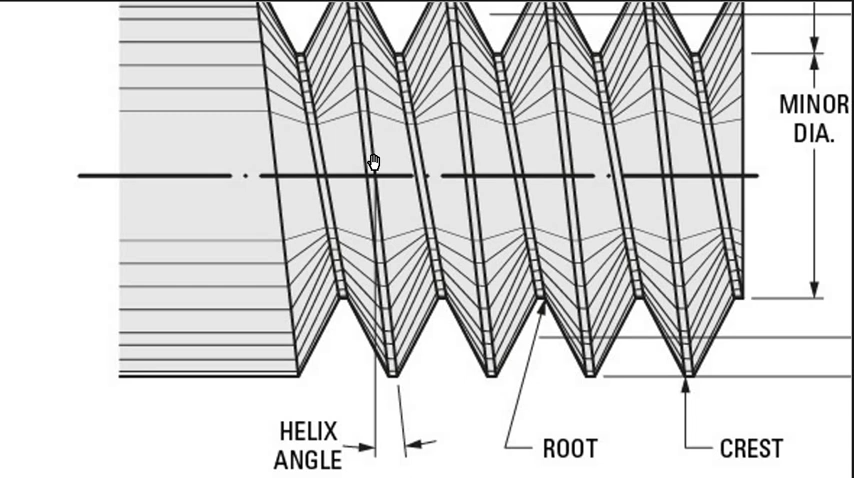 MINOR
DIA.
HELIX
ANGLE
ROOT
CREST